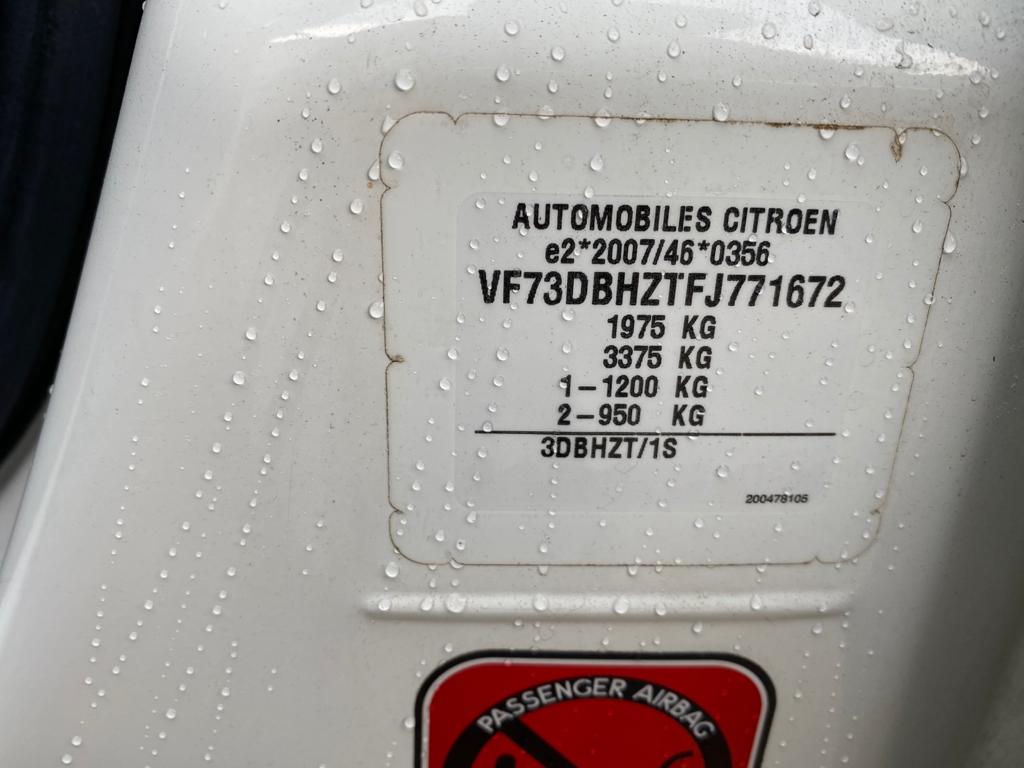 AUTOMOBILES CITROEN
e2*2007/46*0356
VF73DBHZTFJ771672
1975 KG
3375 KG
1-1200 KG
2-950 KG
3DBHZT/1S
200478105
PASSENGER AIRBAG